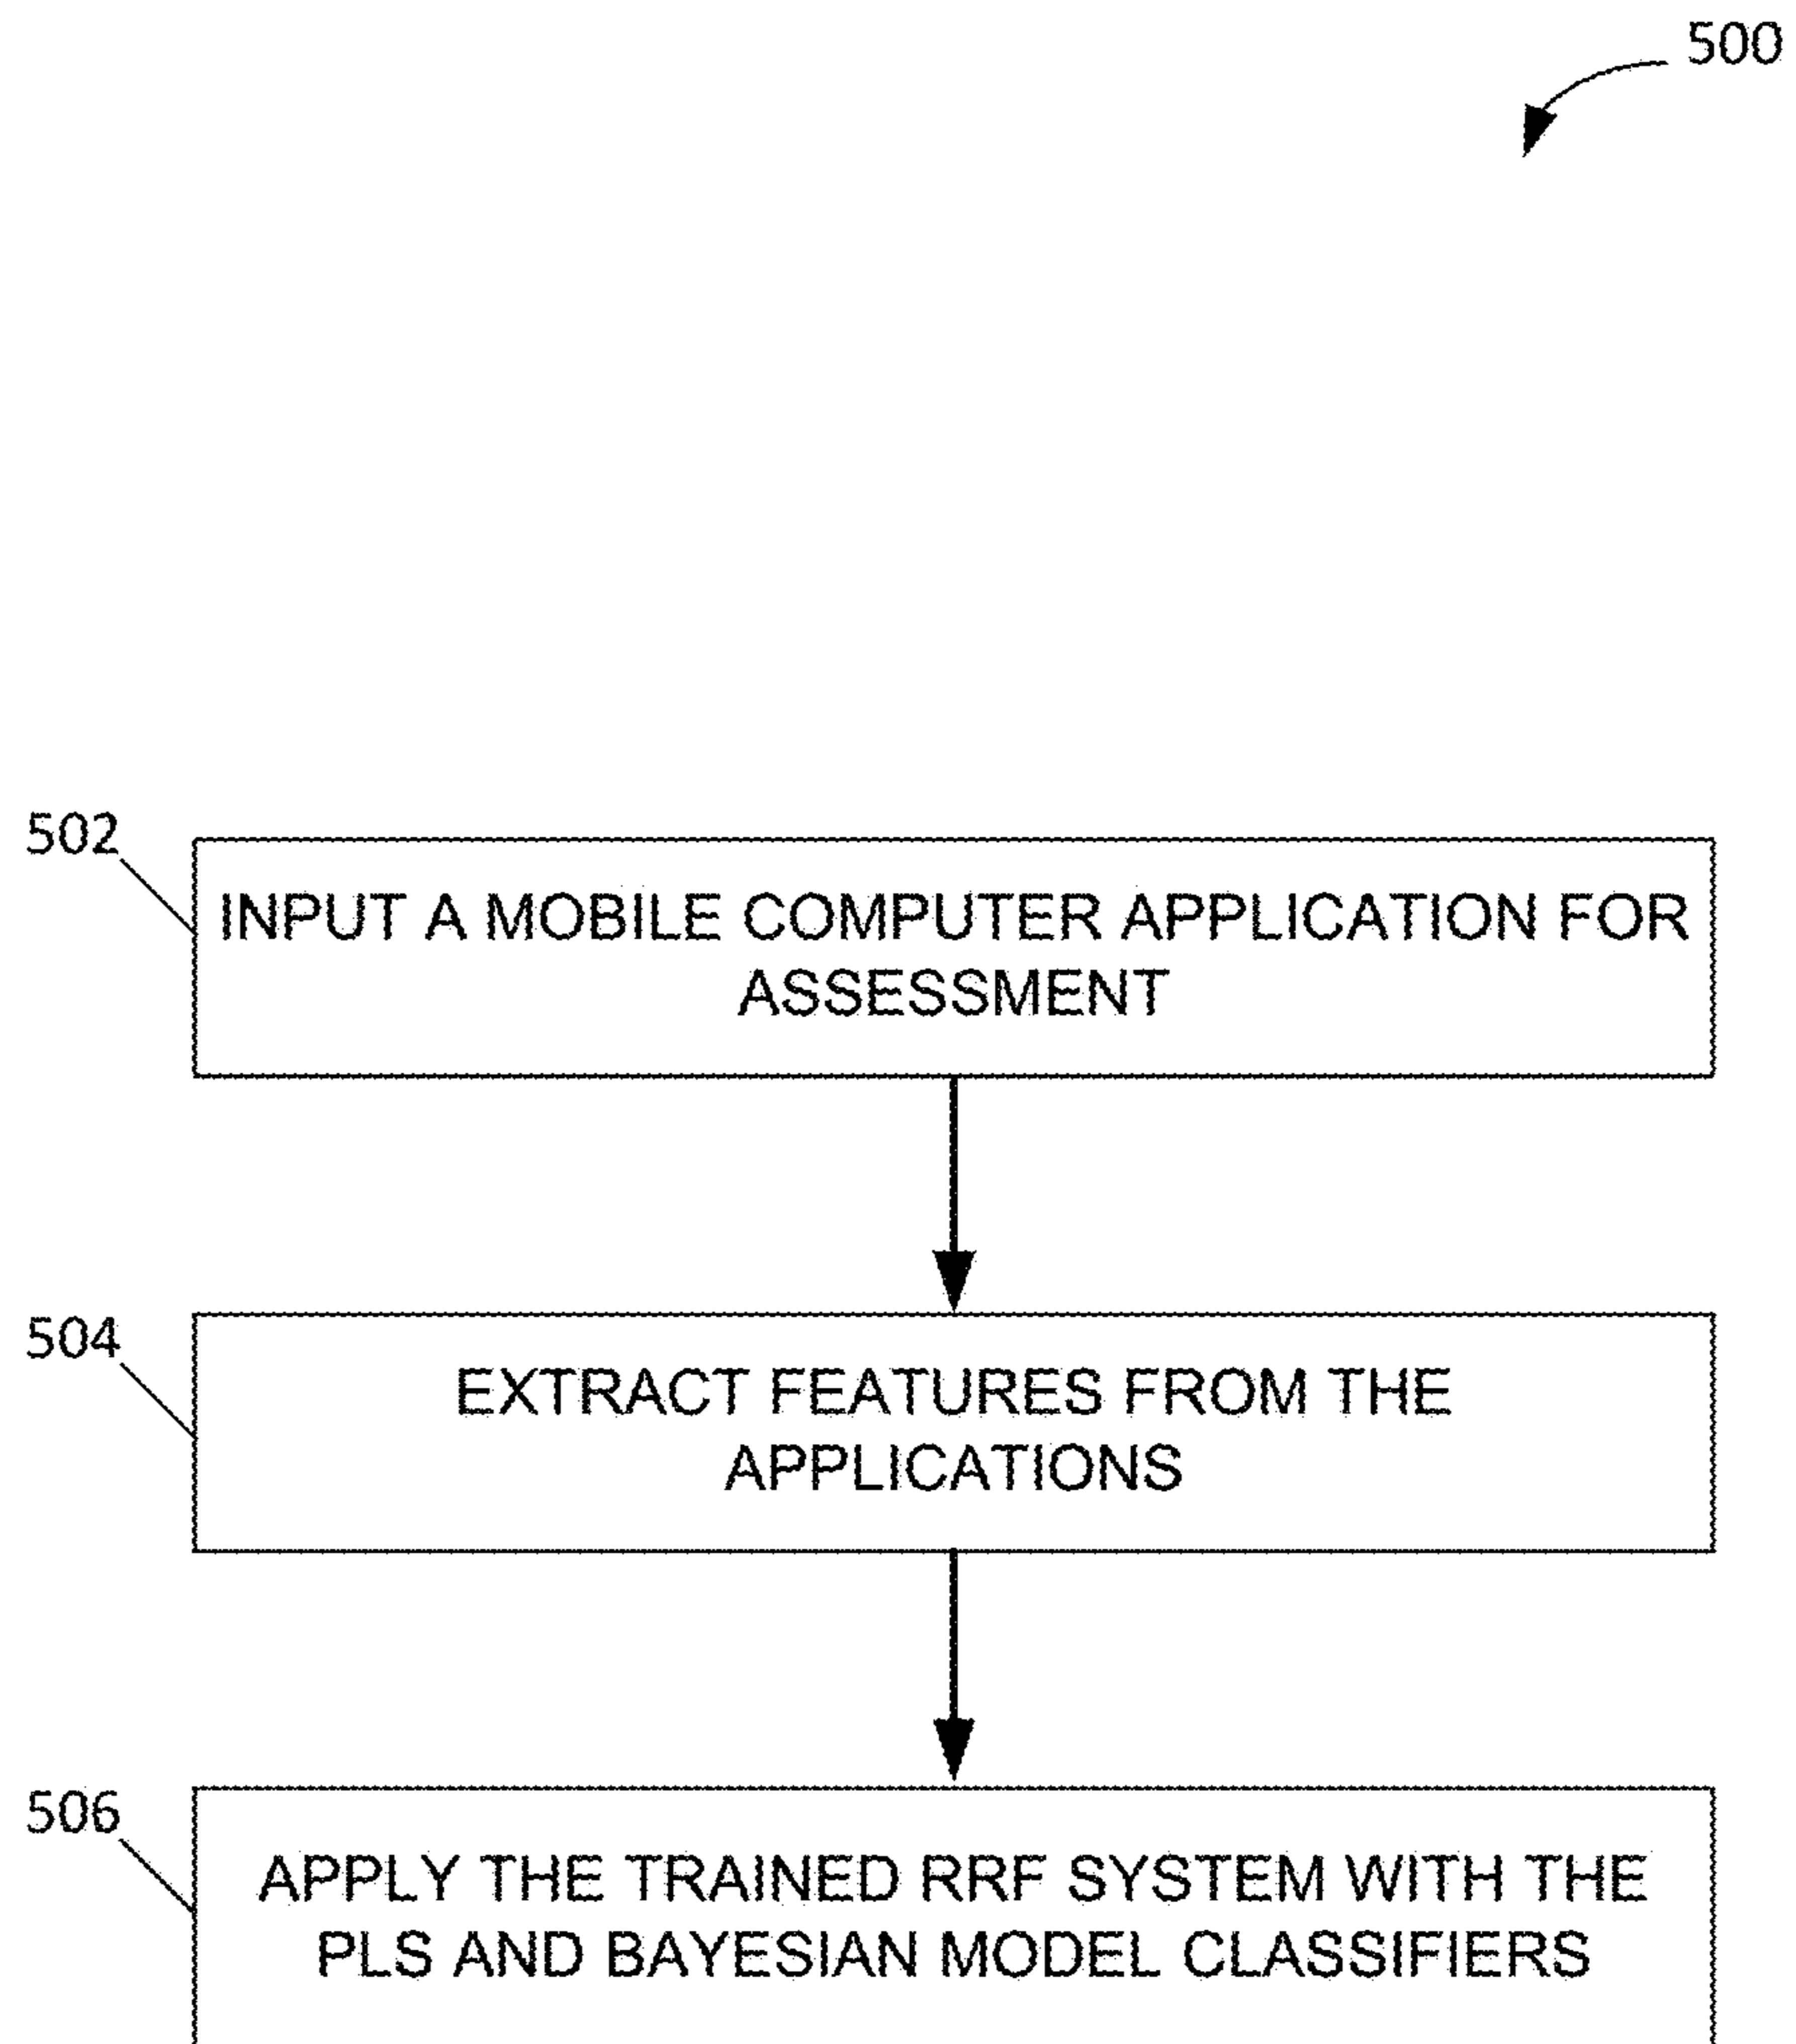 500
502
INPUT A MOBILE COMPUTER APPLICATION FOR
ASSESSMENT
504
EXTRACT FEATURES FROM THE
APPLICATIONS
506
APPLY THE TRAINED RRF SYSTEM WITH THE
PLS AND BAYESIAN MODEL CLASSIFIERS